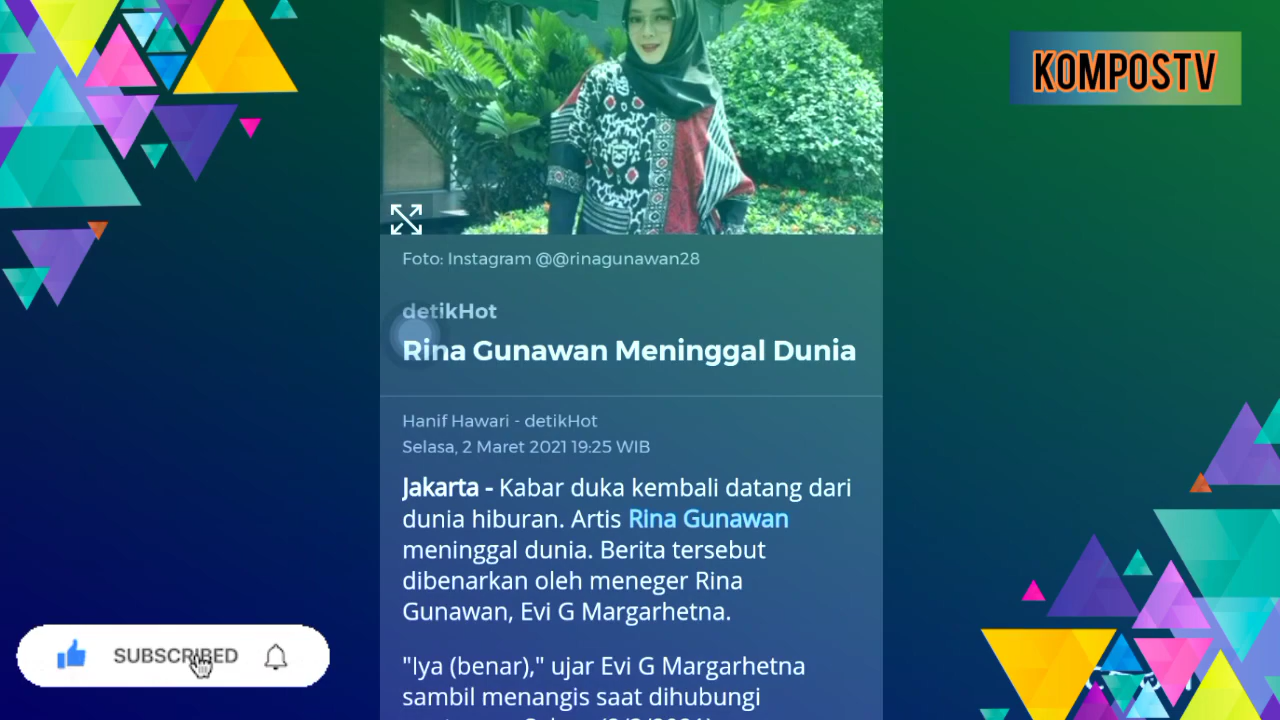 KOMPOSTV
Foto: Instagram @@rinagunawan28
detikHot
Rina Gunawan Meninggal Dunia
Hanif Hawari - detikHot
Selasa, 2 Maret 2021 19:25 WIB
Jakarta - Kabar duka kembali datang dari
dunia hiburan. Artis Rina Gunawan
meninggal dunia. Berita tersebut
dibenarkan oleh meneger Rina
Gunawan, Evi G Margarhetna.
"Iya (benar)," ujar Evi G Margarhetna
sambil menangis saat dihubungi
SUBSCRIBED